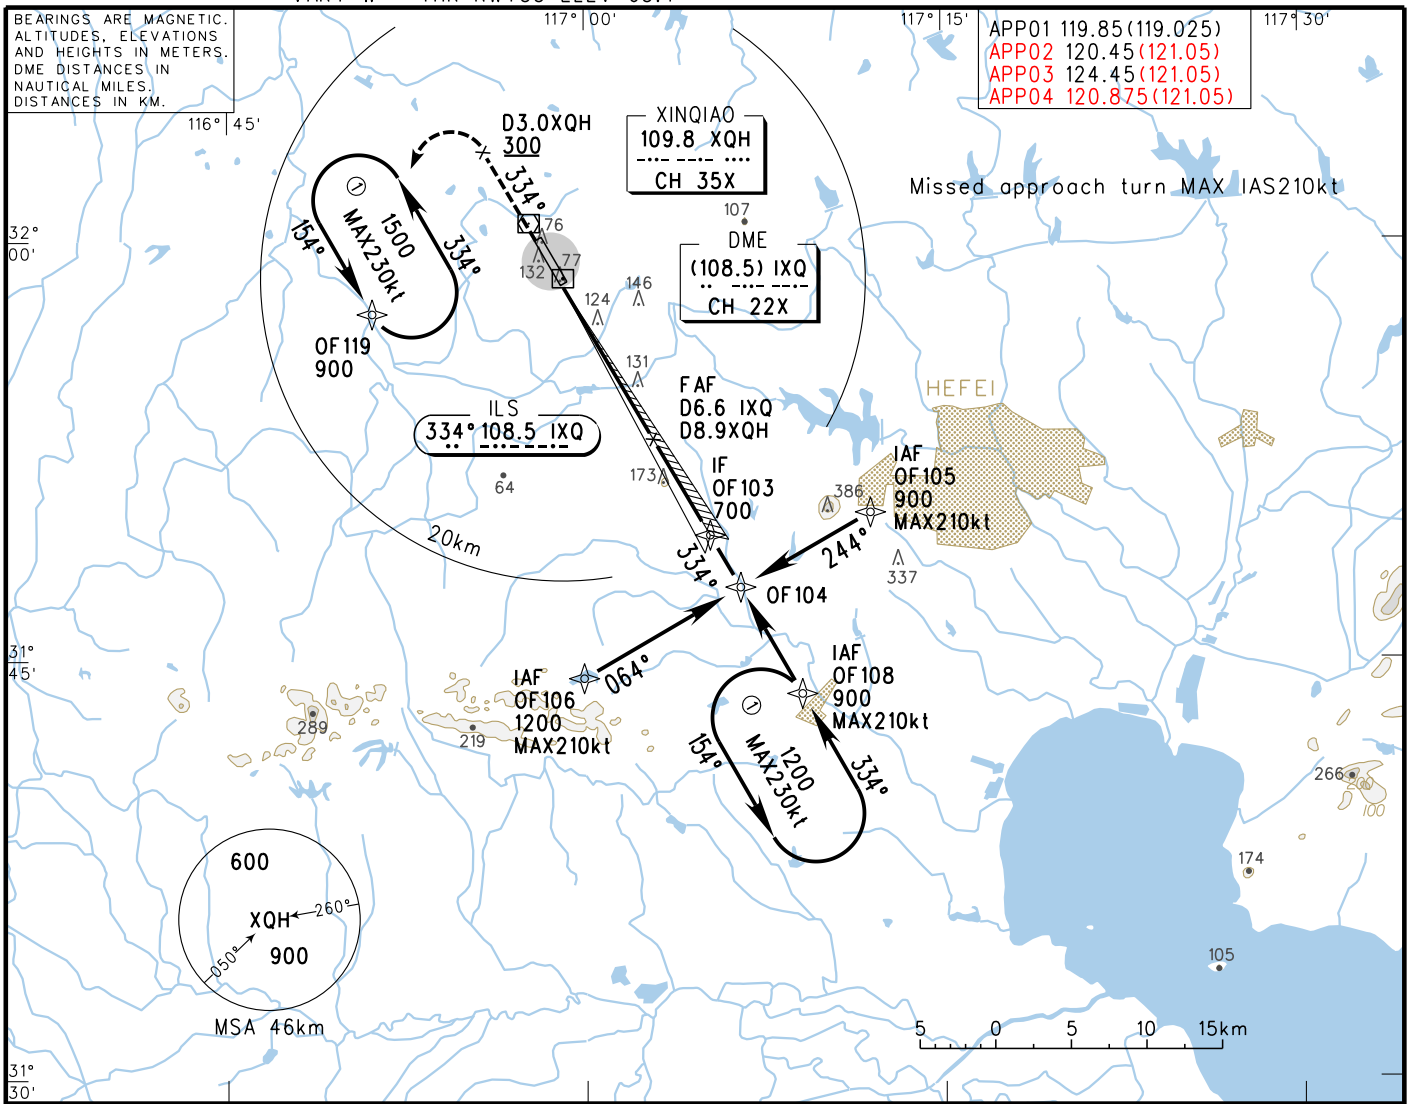 BEARINGS ARE MAGNETIC.
ALTITUDES, ELEVATIONS
AND HEIGHTS IN METERS.
DME DISTANCES IN
NAUTICAL MILES.
DISTANCES IN KM.
116° 45'
117° 00'
117° 15'
117° 30'
APP01 119.85(119.025)
APP02 120.45(121.05)
APP03 124.45(121.05)
APP04 120.875(121.05)
Missed approach turn MAX IAS210kt
D3.0XQH
300
334°
XINQIAO
109.8 XQH
CH 35X
107
DME
(108.5) IXQ
CH 22X
①
1500
MAX230kt
154°
334°
OF119
900
32°
00'
76
132
77
124
146
131
ILS
334° 108.5 IXQ
64
173
FAF
D6.6 IXQ
D8.9XQH
IF
OF103
700
HEFEI
IAF
OF105
900
MAX210kt
386
337
20km
334°
244°
OF104
31°
45'
IAF
OF106
1200
MAX210kt
064°
IAF
OF108
900
MAX210kt
①
1200
MAX230kt
154°
334°
289
219
266
200
100
174
105
600
XQH
260°
050°
900
MSA 46km
5 0 5 10 15km
31°
30'